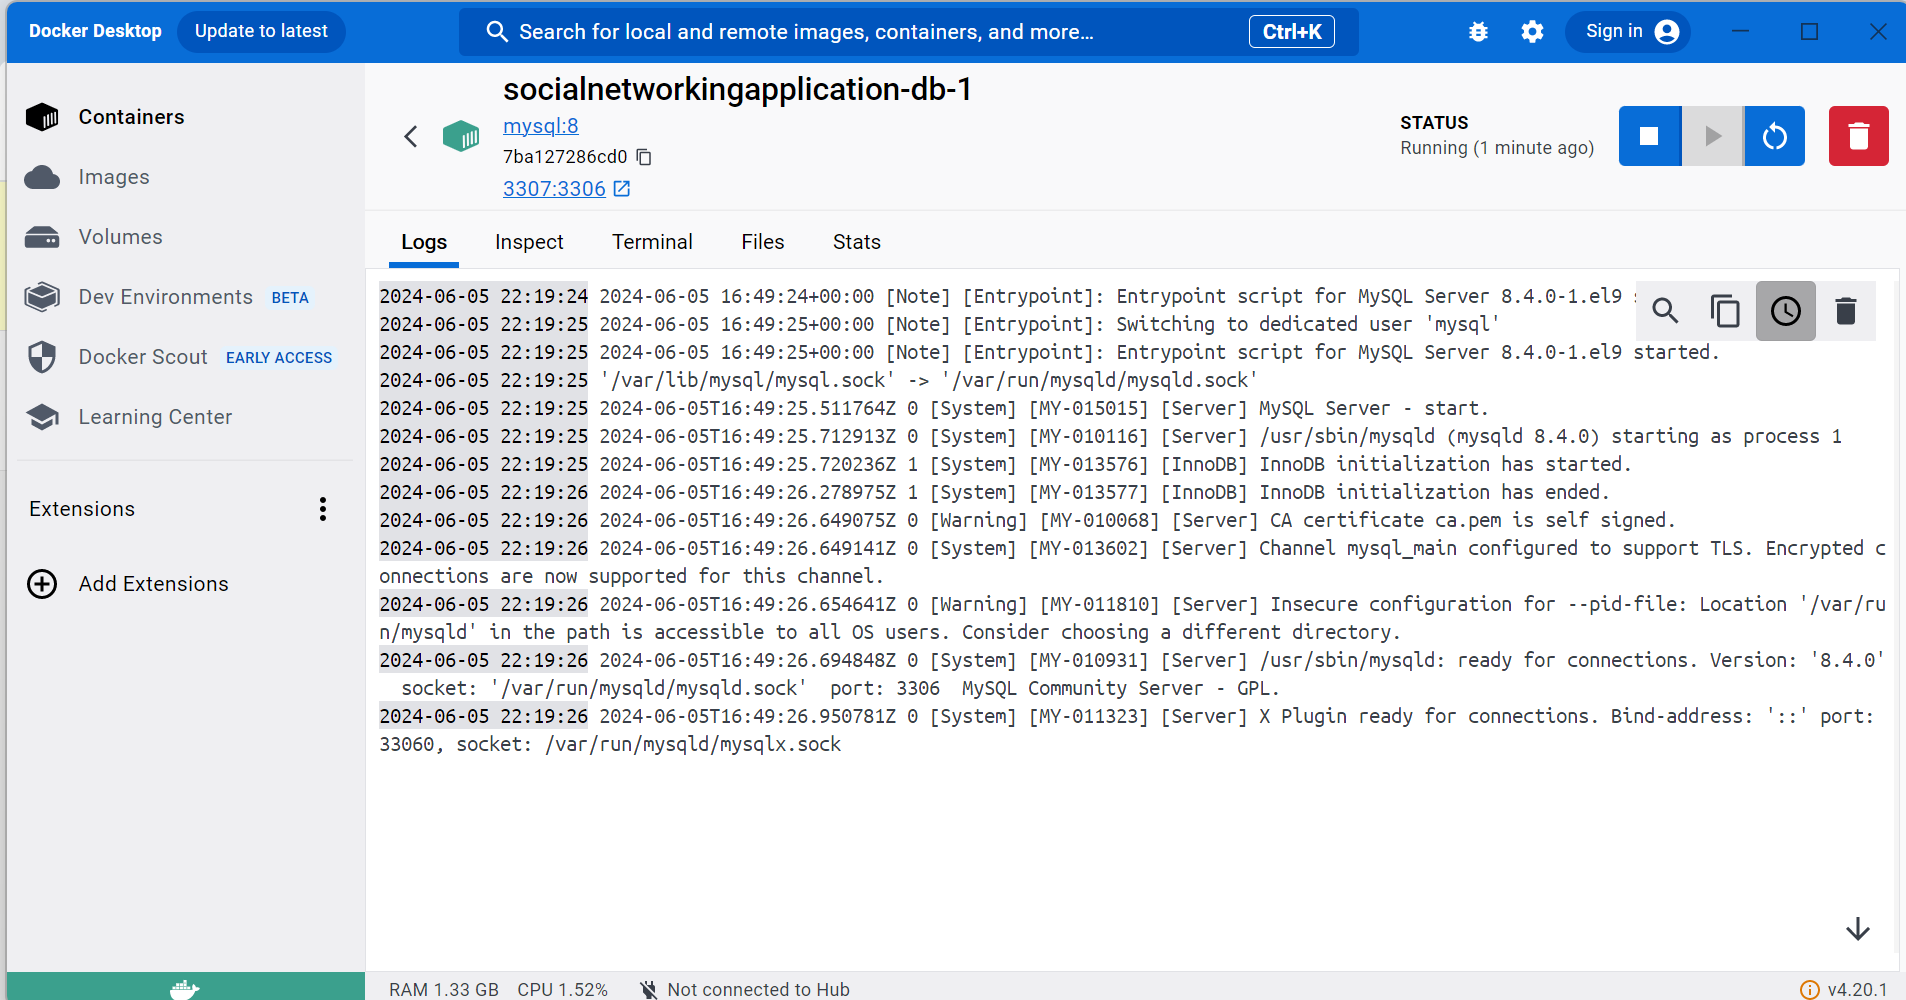 Docker Desktop Update to latest Search for local and remote images, containers, and more... Ctrl+K Sign in
Containers
Images
Volumes
Dev Environments BETA
Docker Scout EARLY ACCESS
Learning Center
Extensions
Add Extensions
socialnetworkingapplication-db-1
mysql:8
7ba127286cd0
3307:3306
STATUS
Running (1 minute ago)
Logs Inspect Terminal Files Stats
2024-06-05 22:19:24 2024-06-05 16:49:24+00:00 [Note] [Entrypoint]: Entrypoint script for MySQL Server 8.4.0-1.el9
2024-06-05 22:19:25 2024-06-05 16:49:25+00:00 [Note] [Entrypoint]: Switching to dedicated user 'mysql'
2024-06-05 22:19:25 2024-06-05 16:49:25+00:00 [Note] [Entrypoint]: Entrypoint script for MySQL Server 8.4.0-1.el9 started.
2024-06-05 22:19:25 '/var/lib/mysql/mysql.sock' -> '/var/run/mysqld/mysqld.sock'
2024-06-05 22:19:25 2024-06-05T16:49:25.511764Z 0 [System] [MY-015015] [Server] MySQL Server - start.
2024-06-05 22:19:25 2024-06-05T16:49:25.712913Z 0 [System] [MY-010116] [Server] /usr/sbin/mysqld (mysqld 8.4.0) starting as process 1
2024-06-05 22:19:25 2024-06-05T16:49:25.720236Z 1 [System] [MY-013576] [InnoDB] InnoDB initialization has started.
2024-06-05 22:19:26 2024-06-05T16:49:26.278975Z 1 [System] [MY-013577] [InnoDB] InnoDB initialization has ended.
2024-06-05 22:19:26 2024-06-05T16:49:26.649075Z 0 [Warning] [MY-010068] [Server] CA certificate ca.pem is self signed.
2024-06-05 22:19:26 2024-06-05T16:49:26.649141Z 0 [System] [MY-013602] [Server] Channel mysql_main configured to support TLS. Encrypted c
onnections are now supported for this channel.
2024-06-05 22:19:26 2024-06-05T16:49:26.654641Z 0 [Warning] [MY-011810] [Server] Insecure configuration for --pid-file: Location '/var/ru
n/mysqld' in the path is accessible to all OS users. Consider choosing a different directory.
2024-06-05 22:19:26 2024-06-05T16:49:26.694848Z 0 [System] [MY-010931] [Server] /usr/sbin/mysqld: ready for connections. Version: '8.4.0'
socket: '/var/run/mysqld/mysqld.sock' port: 3306 MySQL Community Server - GPL.
2024-06-05 22:19:26 2024-06-05T16:49:26.950781Z 0 [System] [MY-011323] [Server] X Plugin ready for connections. Bind-address: '::' port:
33060, socket: /var/run/mysqld/mysqlx.sock
RAM 1.33 GB CPU 1.52% Not connected to Hub v4.20.1